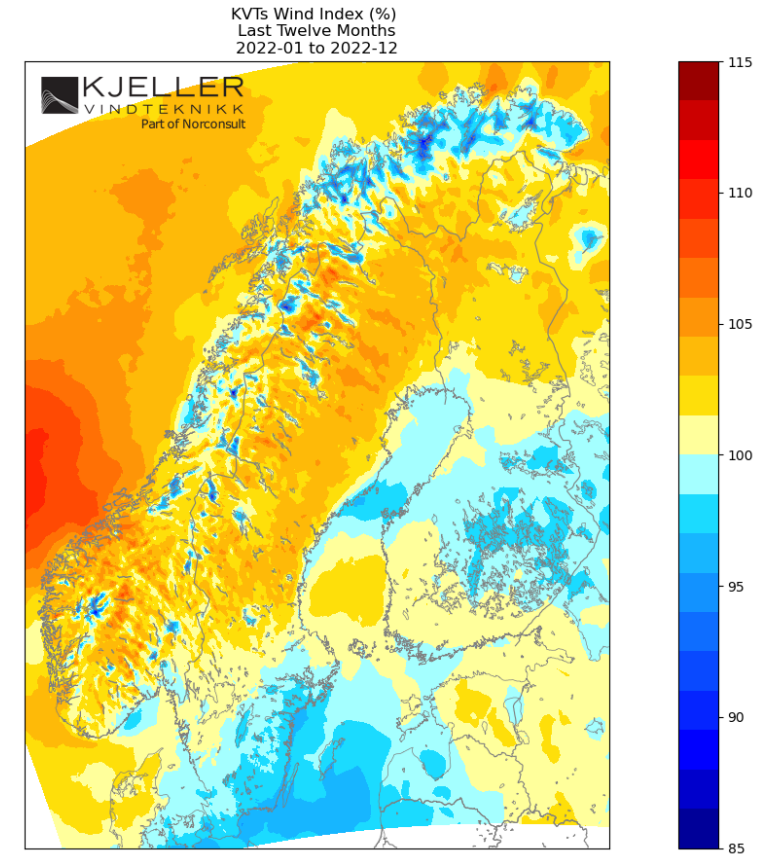 KVTs Wind Index (%)
Last Twelve Months
2022-01 to 2022-12
KJELLER
VINDTEKNIKK
Part of Norconsult
115
110
105
100
95
90
85